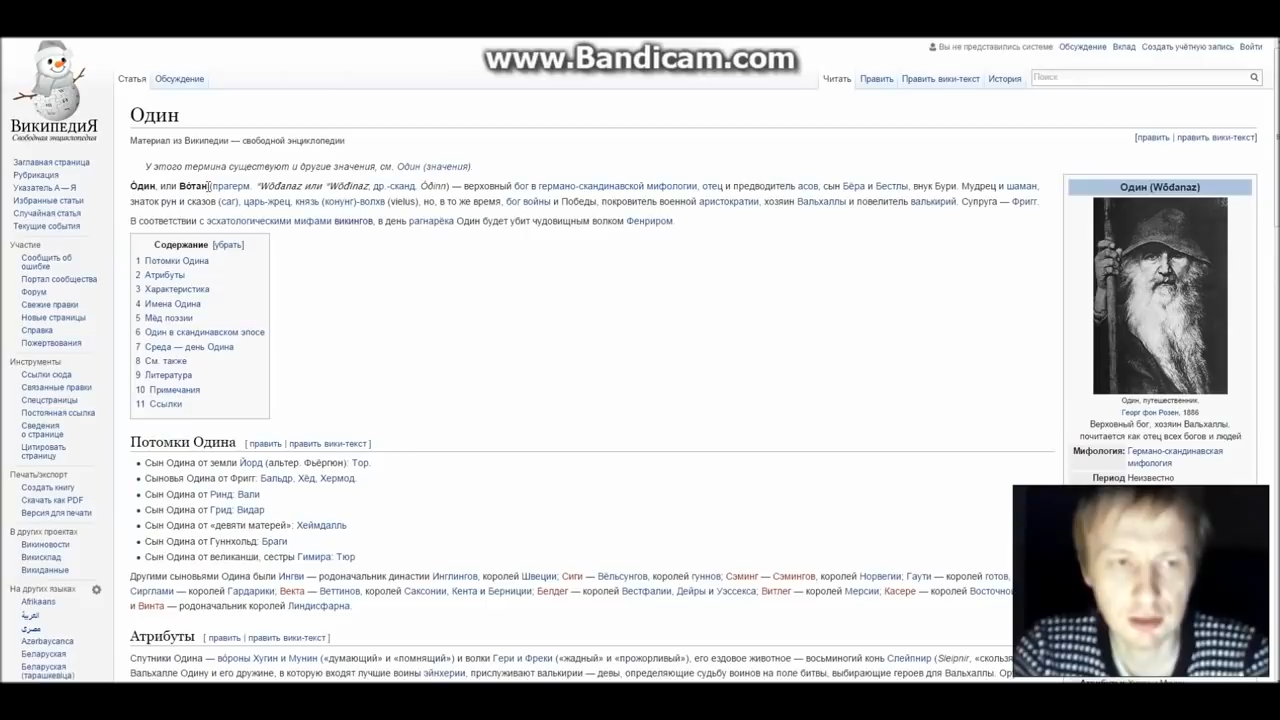 www.Bandicam.com
Вы не представились системе Обсуждение Вклад Создать учётную запись Войти
Статья Обсуждение Читать Править Править вики-текст История Поиск
ВИКИПЕДИЯ
Свободная энциклопедия
Заглавная страница
Рубрикация
Указатель А — Я
Избранные статьи
Случайная статья
Текущие события
Участие
Сообщить об
ошибке
Портал сообщества
Форум
Свежие правки
Новые страницы
Справка
Пожертвования
Инструменты
Ссылки сюда
Связанные правки
Спецстраницы
Постоянная ссылка
Сведения
о странице
Цитировать
страницу
Печать/экспорт
Создать книгу
Скачать как PDF
Версия для печати
В других проектах
Викиновости
Викисклад
Викиданные
На других языках
Afrikaans
العربية
مصرى
Azərbaycanca
Беларуская
Беларуская
(тарашкевіца)
Один
Материал из Википедии — свободной энциклопедии
[править | править вики-текст]
У этого термина существуют и другие значения, см. Один (значения).
О́дин, или Во́тан (прагерм. *Wōđanaz или *Wōđinaz; др.-сканд. Óðinn) — верховный бог в германо-скандинавской мифологии, отец и предводитель асов, сын Бёра и Бестлы, внук Бури. Мудрец и шаман,
знаток рун и сказов (саг), царь-жрец, князь (конунг)-волхв (vielus), но, в то же время, бог войны и Победы, покровитель военной аристократии, хозяин Вальхаллы и повелитель валькирий. Супруга — Фригг.
В соответствии с эсхатологическими мифами викингов, в день рагнарёка Один будет убит чудовищным волком Фенриром.
Содержание [убрать]
1 Потомки Одина
2 Атрибуты
3 Характеристика
4 Имена Одина
5 Мёд поэзии
6 Один в скандинавском эпосе
7 Среда — день Одина
8 См. также
9 Литература
10 Примечания
11 Ссылки
Один (Wōđanaz)
Один, путешественник.
Георг фон Розен, 1886
Верховный бог, хозяин Вальхаллы,
почитается как отец всех богов и людей
Мифология: Германо-скандинавская
мифология
Период Неизвестно
Потомки Одина [ править | править вики-текст ]
• Сын Одина от земли Йорд (альтер. Фьёргюн): Тор.
• Сыновья Одина от Фригг: Бальдр, Хёд, Хермод.
• Сын Одина от Ринд: Вали
• Сын Одина от Грид: Видар
• Сын Одина от «девяти матерей»: Хеймдалль
• Сын Одина от Гуннхольд: Браги
• Сын Одина от великанши, сестры Гимира: Тюр
Другими сыновьями Одина были Ингви — родоначальник династии Инглингов, королей Швеции; Сиги — Вёльсунгов, королей гуннов; Сэминг — Сэмингов, королей Норвегии; Гаути — королей готов,
Сирглами — королей Гардарики, Векта — Веттинов, королей Саксонии, Кента и Берниции; Белдег — королей Вестфалии, Дейры и Уэссекса; Витлег — королей Мерсии; Касере — королей
и Винта — родоначальник королей Линдисфарна.
Атрибуты [ править | править вики-текст ]
Спутники Одина — во́роны Хугин и Мунин («думающий» и «помнящий») и волки Гери и Фреки («жадный» и «прожорливый»), его ездовое животное — восьминогий конь Слейпнир (Sleipnir,
Вальхалле Одину и его дружине, в которую входят лучшие воины эйнхерии, прислуживают валькирии — девы, определяющие судьбу воинов на поле битвы, выбирающие героев для Вальхаллы.